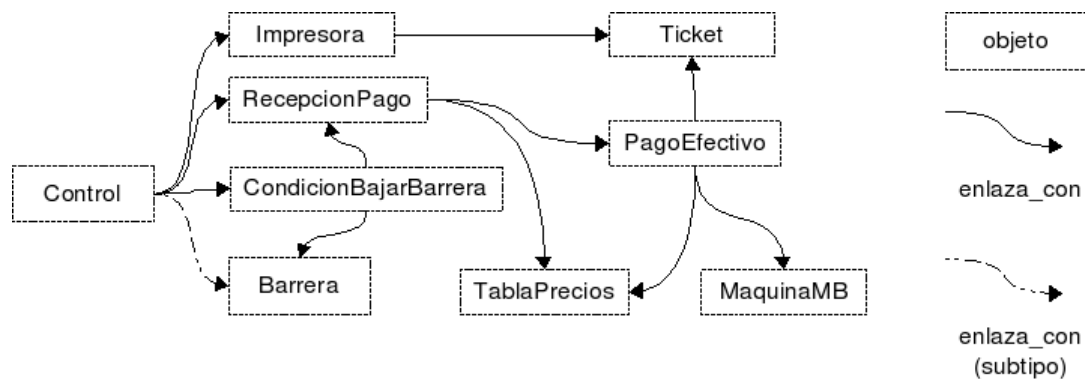 Impresora
Ticket
objeto
RecepcionPago
PagoEfectivo
Control
CondicionBajarBarrera
enlaza_con
Barrera
TablaPrecios
MaquinaMB
enlaza_con
(subtipo)